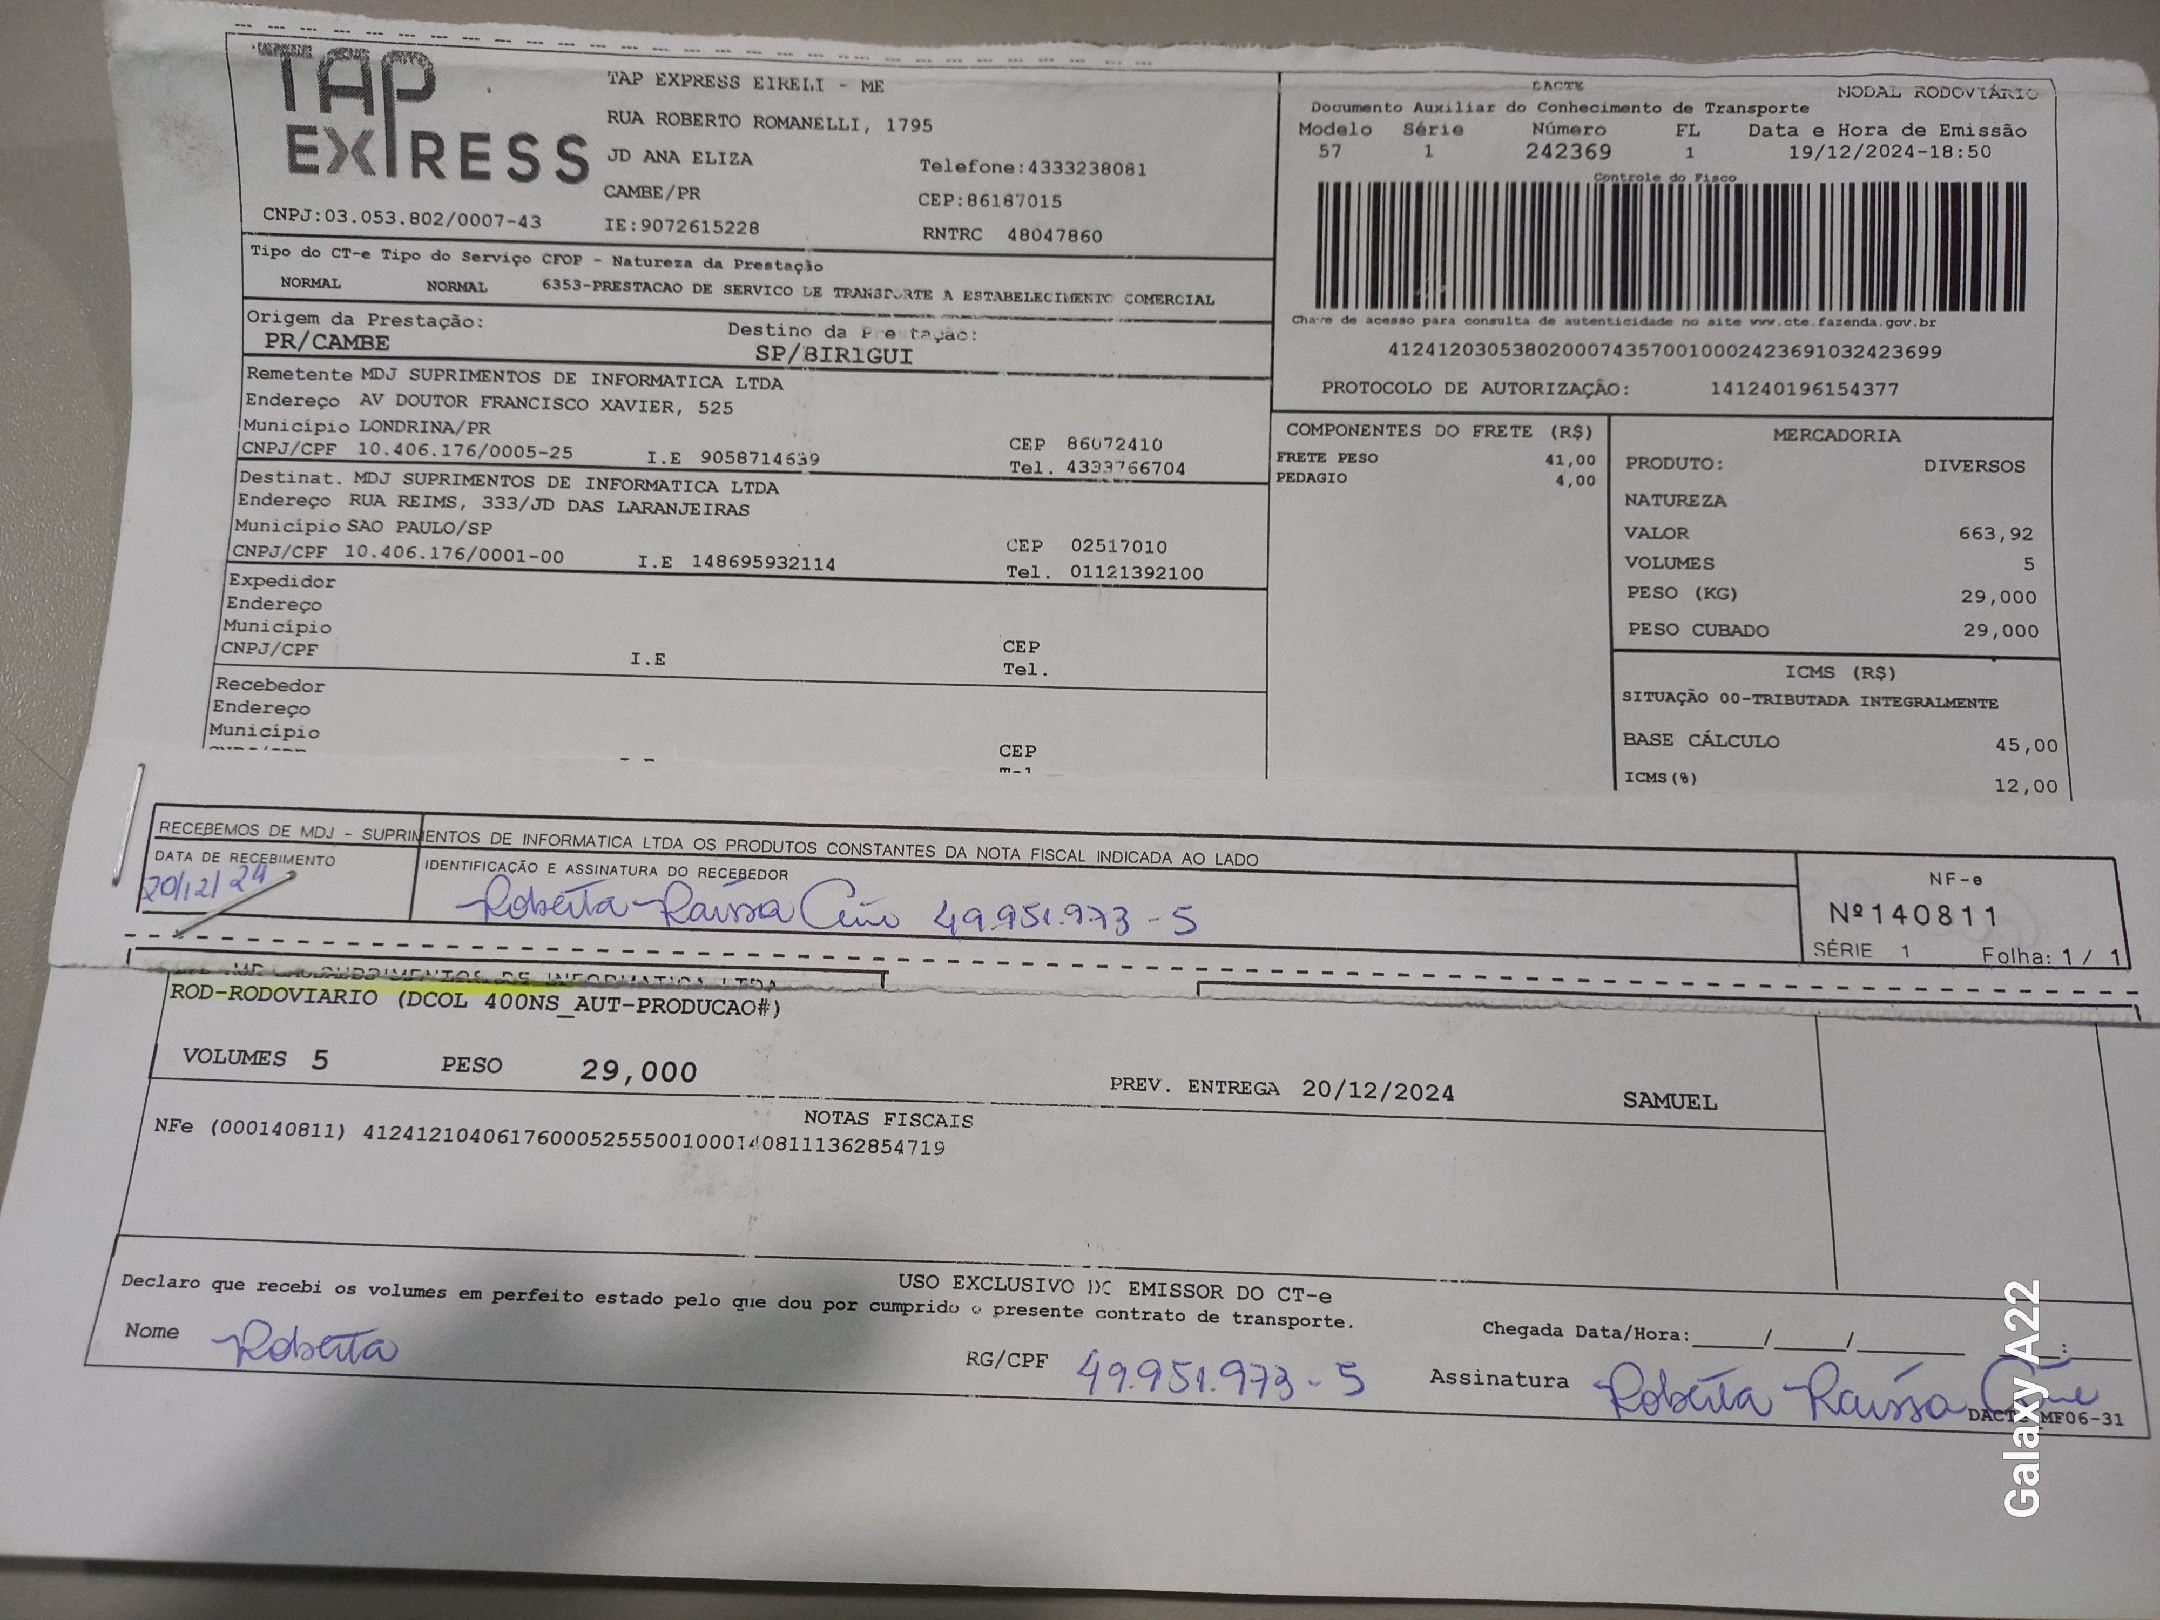 TAP EXPRESS
TAP EXPRESS EIRELI - ME
RUA ROBERTO ROMANELLI, 1795
JD ANA ELIZA
Telefone:4333238081
CAMBE/PR
CEP:86187015
CNPJ:03.053.802/0007-43
IE:9072615228
RNTRC 48047860
DACTE
MODAL RODOVIÁRIO
Documento Auxiliar do Conhecimento de Transporte
Modelo Série Número FL Data e Hora de Emissão
57 1 242369 1 19/12/2024-18:50
Controle do Fisco
Chave de acesso para consulta de autenticidade no site www.cte.fazenda.gov.br
41241203053802000743570010002423691032423699
PROTOCOLO DE AUTORIZAÇÃO: 141240196154377
Tipo do CT-e Tipo do Serviço CFOP - Natureza da Prestação
NORMAL NORMAL 6353-PRESTACAO DE SERVICO DE TRANSPORTE A ESTABELECIMENTO COMERCIAL
Origem da Prestação: Destino da Prestação:
PR/CAMBE SP/BIRIGUI
Remetente MDJ SUPRIMENTOS DE INFORMATICA LTDA
Endereço AV DOUTOR FRANCISCO XAVIER, 525
Município LONDRINA/PR CEP 86072410
CNPJ/CPF 10.406.176/0005-25 I.E 9058714639 Tel. 4333766704
Destinat. MDJ SUPRIMENTOS DE INFORMATICA LTDA
Endereço RUA REIMS, 333/JD DAS LARANJEIRAS
Município SAO PAULO/SP CEP 02517010
CNPJ/CPF 10.406.176/0001-00 I.E 148695932114 Tel. 01121392100
Expedidor
Endereço
Município CEP
CNPJ/CPF I.E Tel.
Recebedor
Endereço
Município CEP
COMPONENTES DO FRETE (R$)
FRETE PESO 41,00
PEDAGIO 4,00
MERCADORIA
PRODUTO: DIVERSOS
NATUREZA
VALOR 663,92
VOLUMES 5
PESO (KG) 29,000
PESO CUBADO 29,000
ICMS (R$)
SITUAÇÃO 00-TRIBUTADA INTEGRALMENTE
BASE CÁLCULO 45,00
ICMS(%) 12,00
RECEBEMOS DE MDJ - SUPRIMENTOS DE INFORMATICA LTDA OS PRODUTOS CONSTANTES DA NOTA FISCAL INDICADA AO LADO
DATA DE RECEBIMENTO
20/12/24
IDENTIFICAÇÃO E ASSINATURA DO RECEBEDOR
Roberta Raíssa 49.951.973-5
NF-e
Nº140811
SÉRIE 1 Folha: 1 / 1
SUPRIMENTOS DE INFORMATICA LTDA
ROD-RODOVIARIO (DCOL 400NS_AUT-PRODUCAO#)
VOLUMES 5 PESO 29,000 PREV. ENTREGA 20/12/2024 SAMUEL
NOTAS FISCAIS
NFe (000140811) 41241210406176000525550010001408111362854719
USO EXCLUSIVO DO EMISSOR DO CT-e
Declaro que recebi os volumes em perfeito estado pelo que dou por cumprido o presente contrato de transporte.
Nome Roberta
RG/CPF 49.951.973-5
Chegada Data/Hora:____/____/______ __:____
Assinatura Roberta Raíssa
MF06-31
Galaxy A22